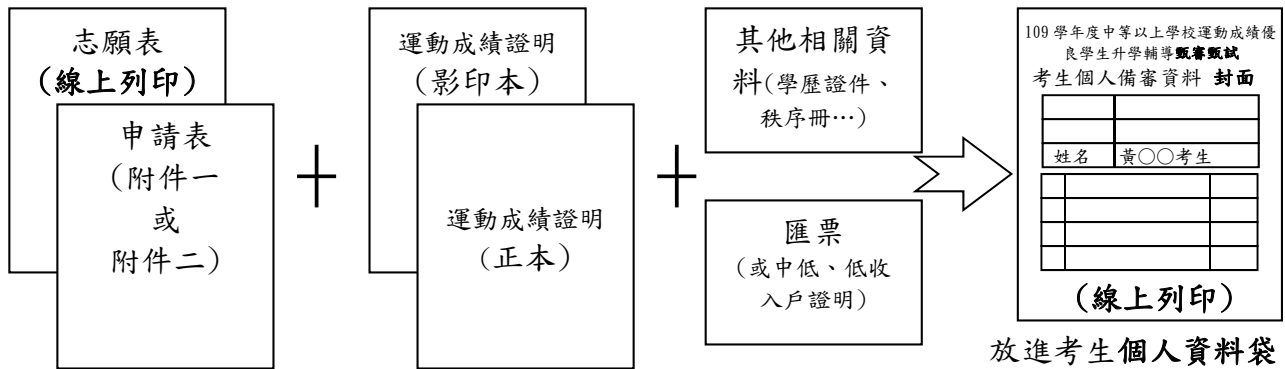 志願表
（線上列印）
申請表
（附件一
或
附件二）
運動成績證明
（影印本）
運動成績證明
（正本）
其他相關資
料（學歷證件、
秩序冊…）
匯票
（或中低、低收
入戶證明）
109 學年度中等以上學校運動成績優
良學生升學輔導甄審甄試
考生個人備審資料 封面
姓名 黃○○考生
（線上列印）
放進考生個人資料袋